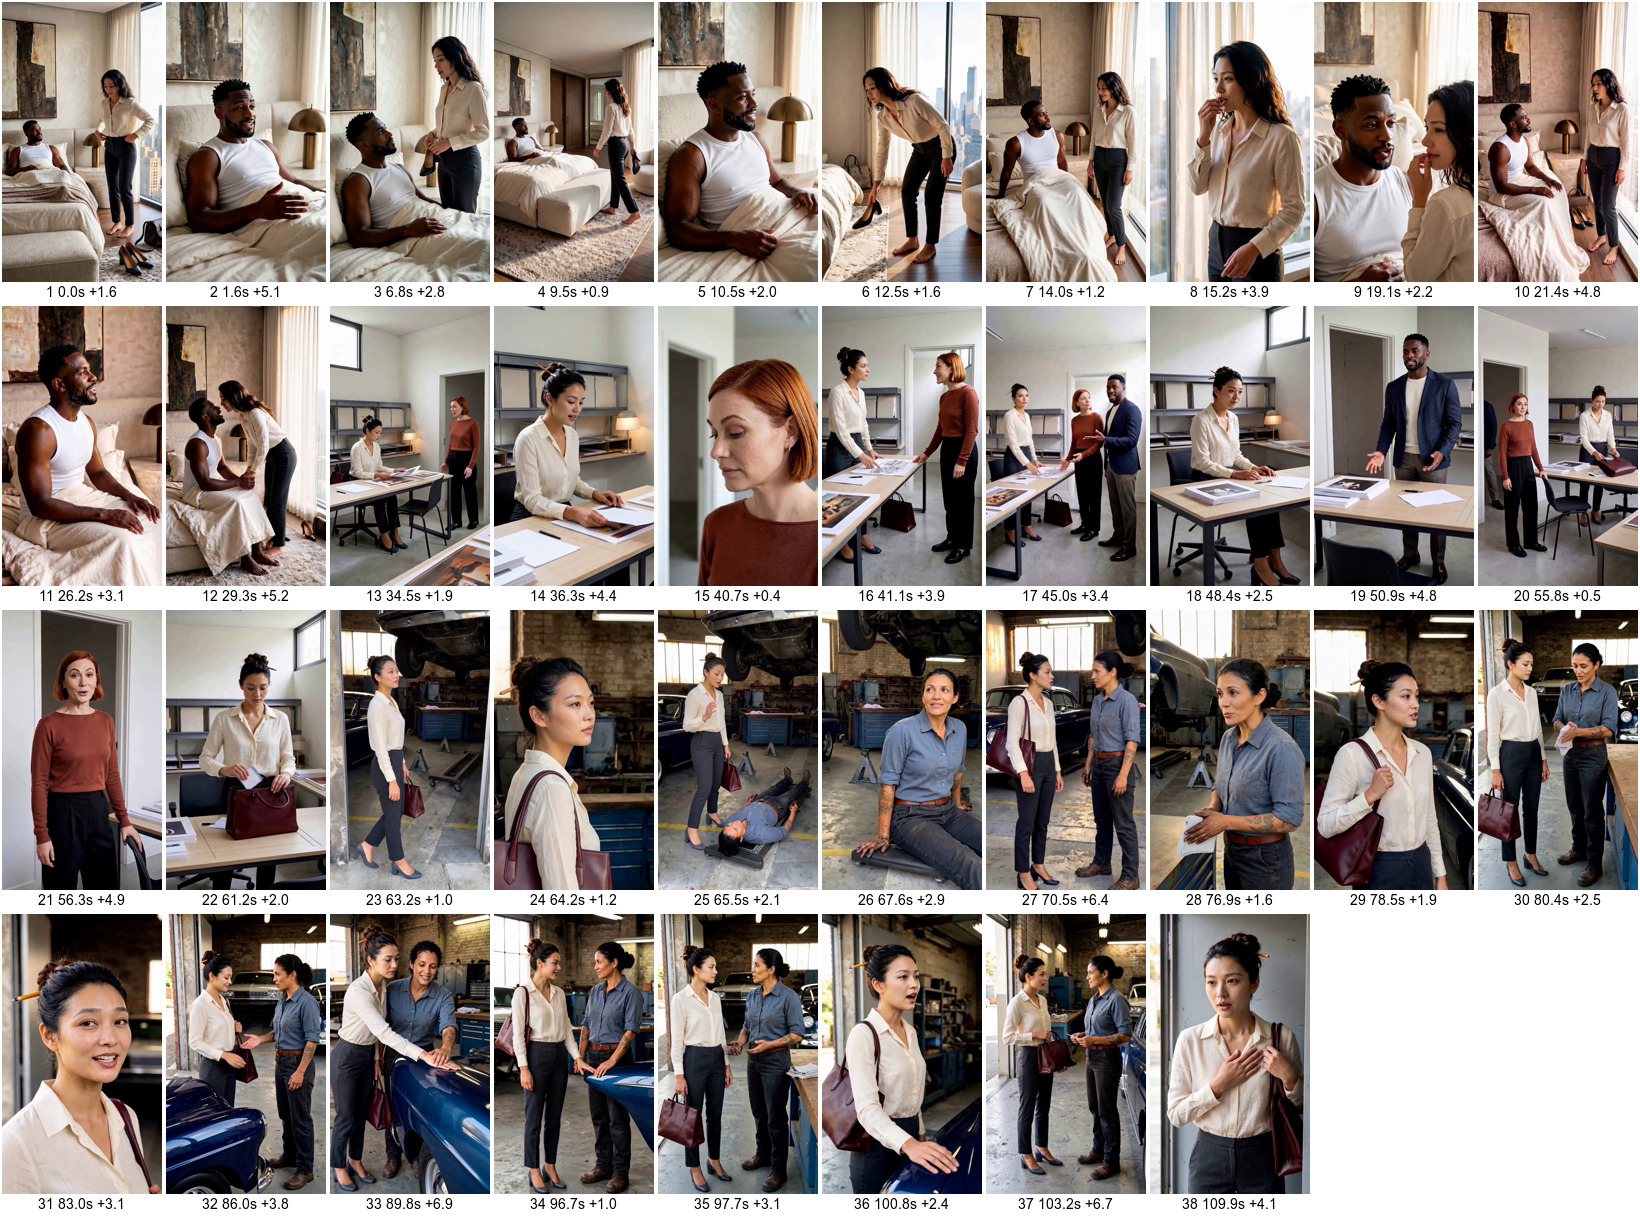 1 0.0s +1.6
2 1.6s +5.1
3 6.8s +2.8
4 9.5s +0.9
5 10.5s +2.0
6 12.5s +1.6
7 14.0s +1.2
8 15.2s +3.9
9 19.1s +2.2
10 21.4s +4.8
11 26.2s +3.1
12 29.3s +5.2
13 34.5s +1.9
14 36.3s +4.4
15 40.7s +0.4
16 41.1s +3.9
17 45.0s +3.4
18 48.4s +2.5
19 50.9s +4.8
20 55.8s +0.5
21 56.3s +4.9
22 61.2s +2.0
23 63.2s +1.0
24 64.2s +1.2
25 65.5s +2.1
26 67.6s +2.9
27 70.5s +6.4
28 76.9s +1.6
29 78.5s +1.9
30 80.4s +2.5
31 83.0s +3.1
32 86.0s +3.8
33 89.8s +6.9
34 96.7s +1.0
35 97.7s +3.1
36 100.8s +2.4
37 103.2s +6.7
38 109.9s +4.1